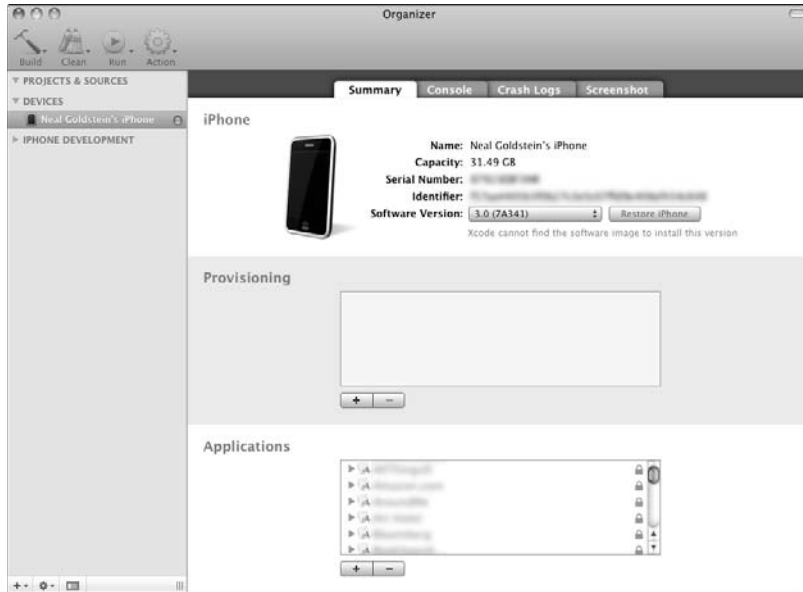 Organizer
Build Clean Run Action
PROJECTS & SOURCES
DEVICES
Neal Goldstein's iPhone
IPHONE DEVELOPMENT
Summary Console Crash Logs Screenshot
iPhone
Name: Neal Goldstein's iPhone
Capacity: 31.49 GB
Serial Number:
Identifier:
Software Version: 3.0 (7A341) Restore iPhone
Xcode cannot find the software image to install this version
Provisioning
+ −
Applications
+ −